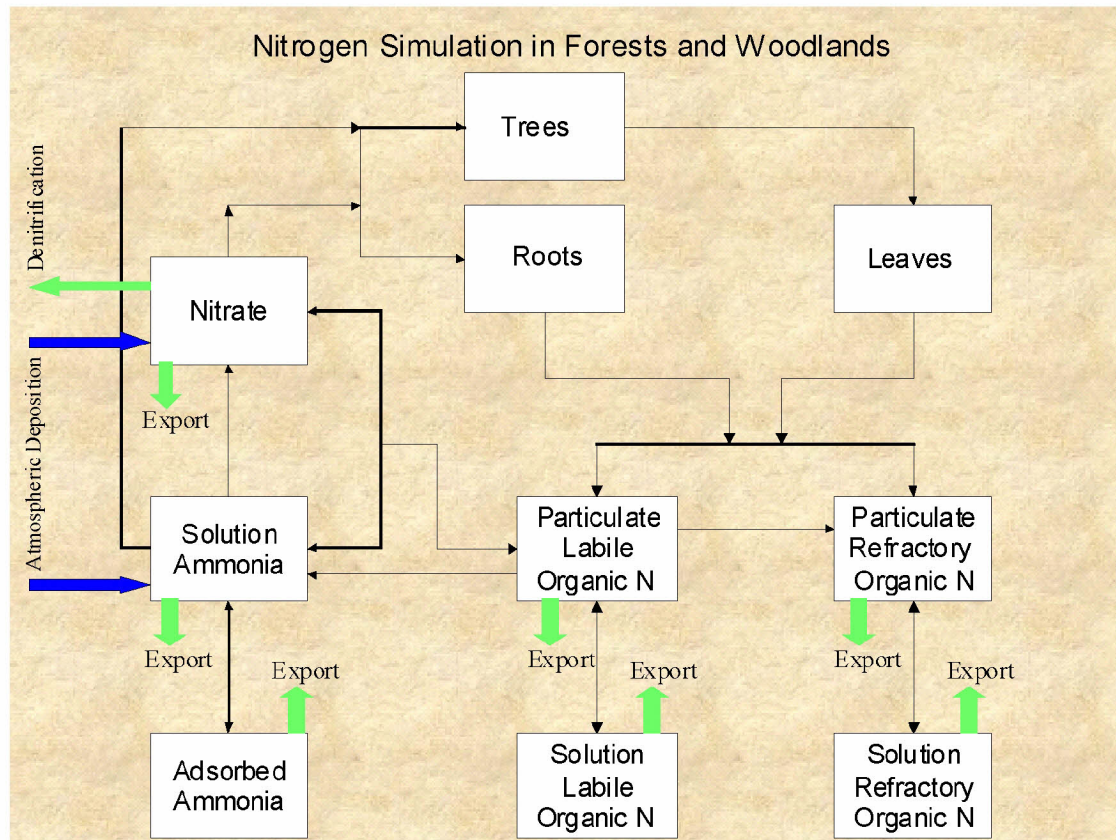 Nitrogen Simulation in Forests and Woodlands
Trees
Denitrification
Roots
Leaves
Nitrate
Export
Atmospheric Deposition
Solution
Ammonia
Particulate
Labile
Organic N
Particulate
Refractory
Organic N
Export
Export
Export
Export
Export
Export
Adsorbed
Ammonia
Solution
Labile
Organic N
Solution
Refractory
Organic N